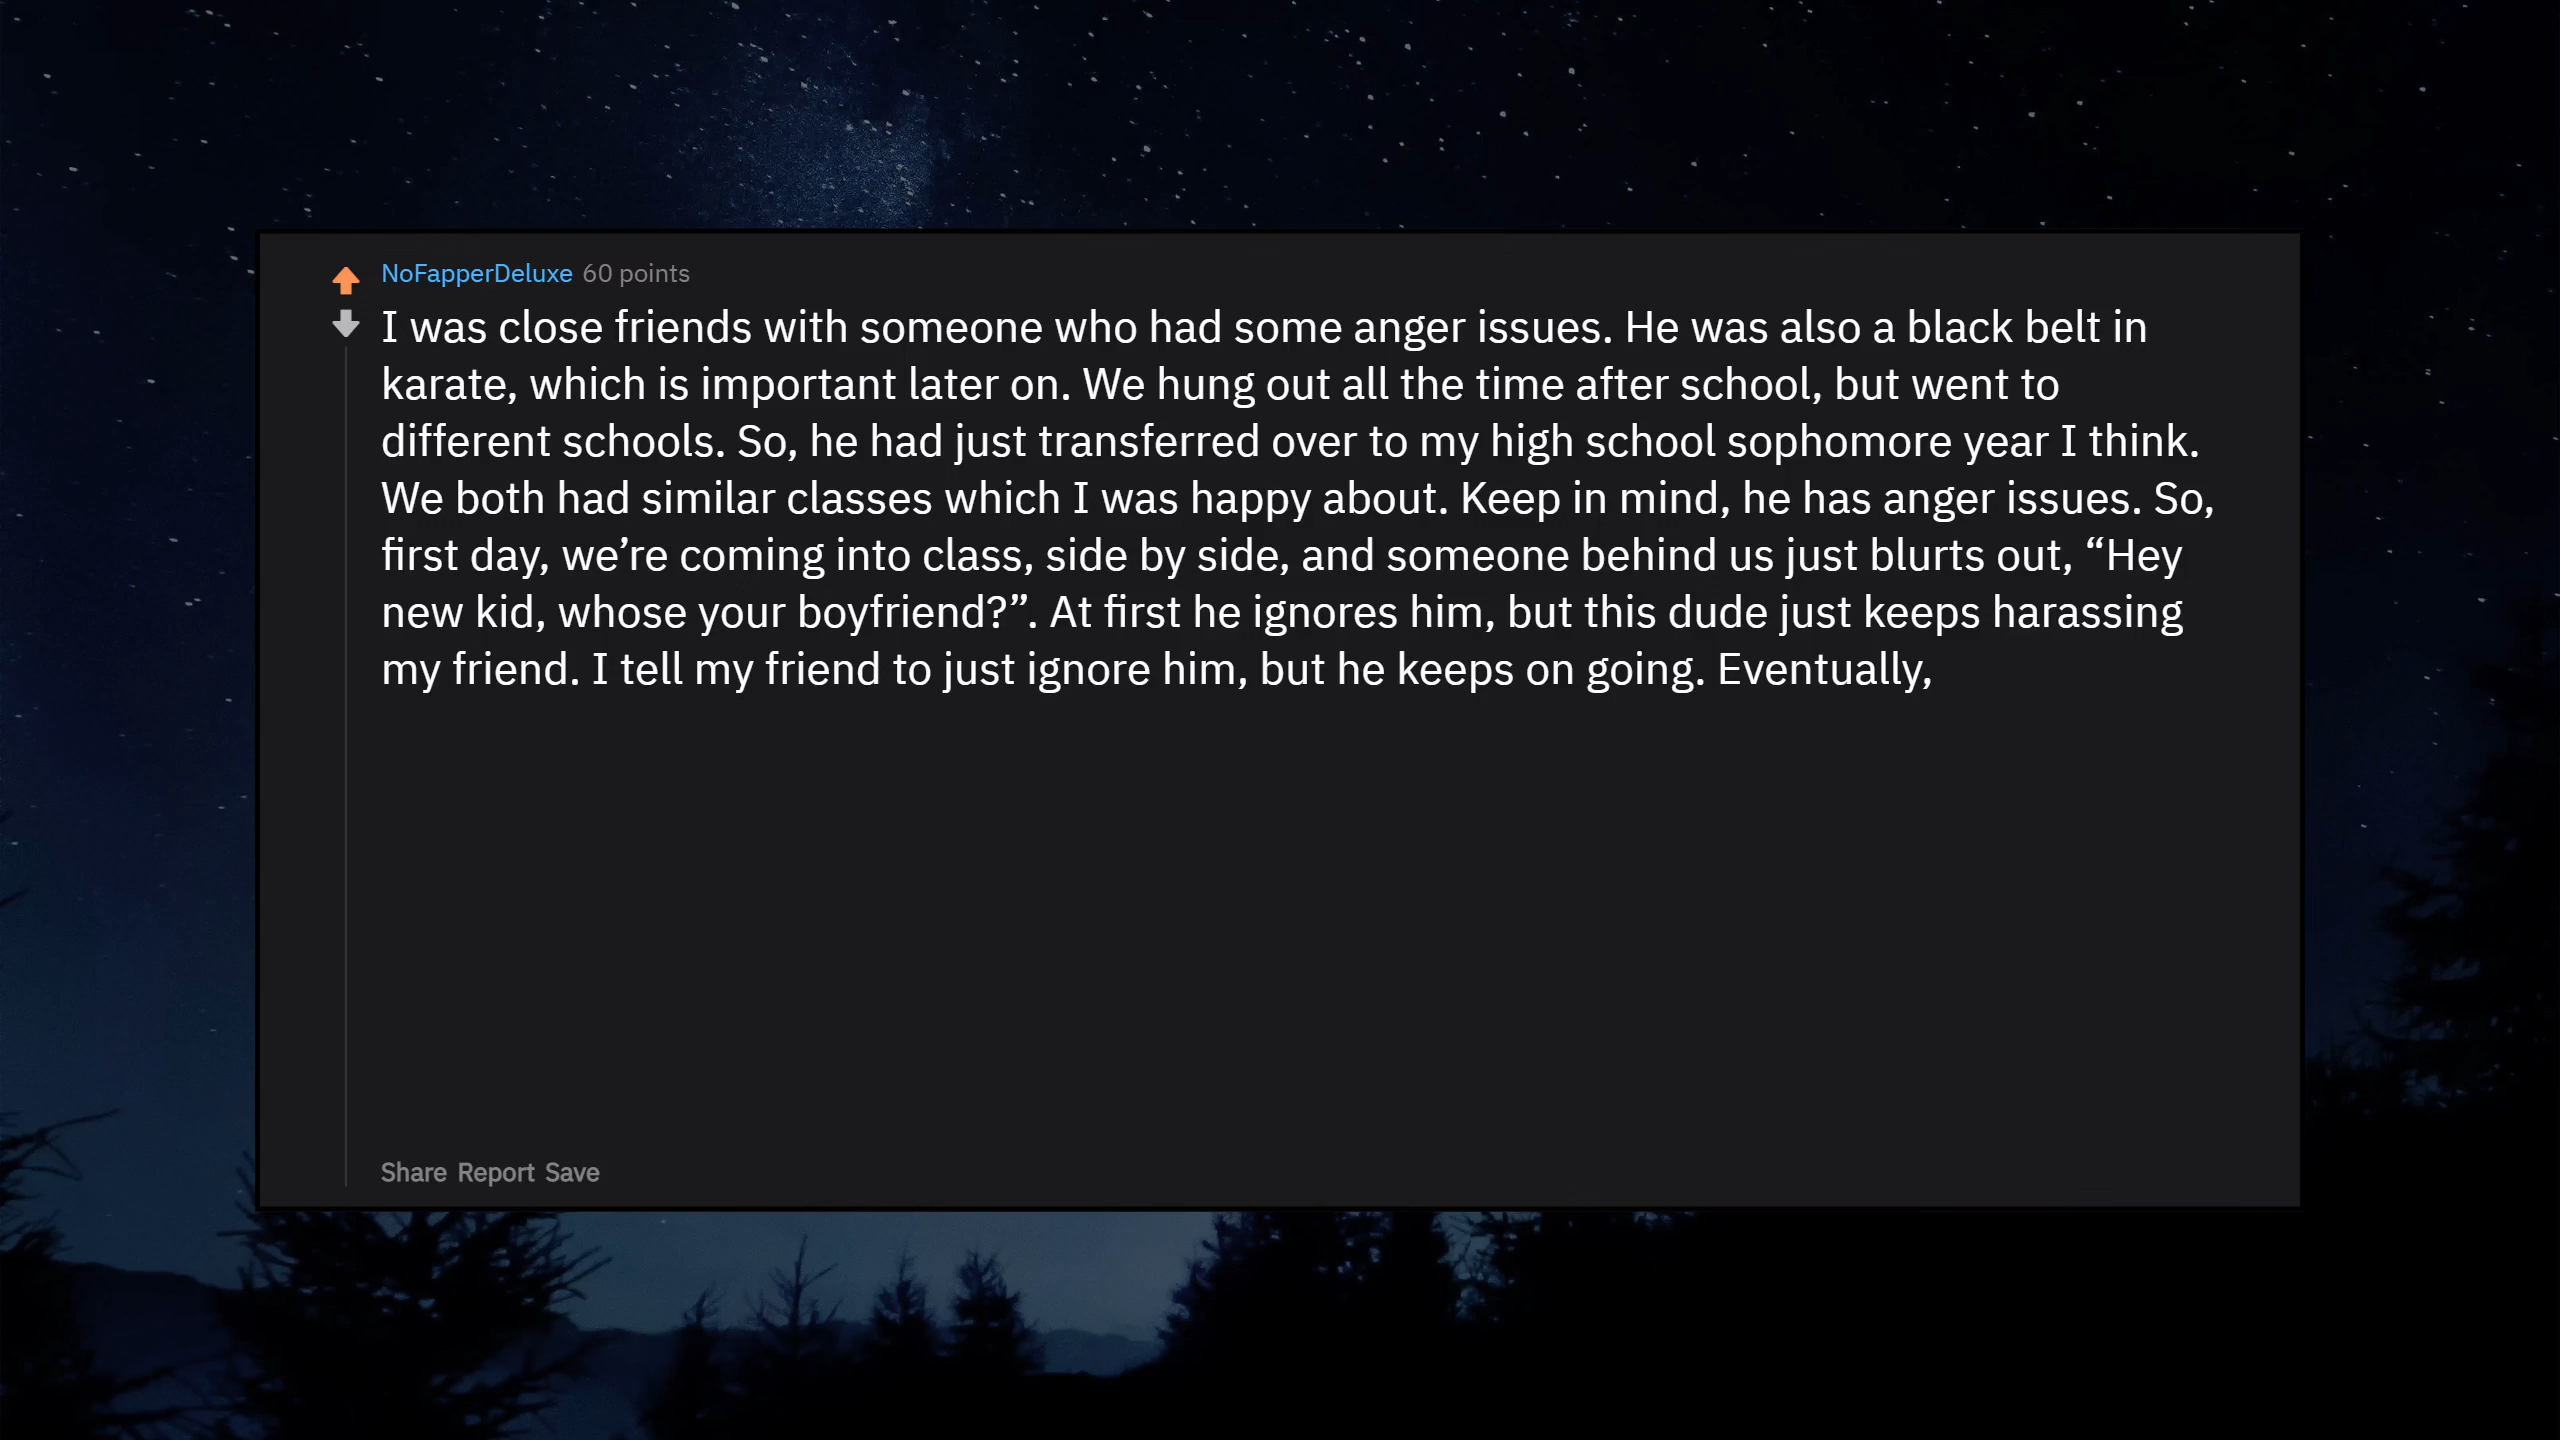 NoFapperDeluxe 60 points
I was close friends with someone who had some anger issues. He was also a black belt in
karate, which is important later on. We hung out all the time after school, but went to
different schools. So, he had just transferred over to my high school sophomore year I think.
We both had similar classes which I was happy about. Keep in mind, he has anger issues. So,
first day, we’re coming into class, side by side, and someone behind us just blurts out, “Hey
new kid, whose your boyfriend?”. At first he ignores him, but this dude just keeps harassing
my friend. I tell my friend to just ignore him, but he keeps on going. Eventually,
Share Report Save